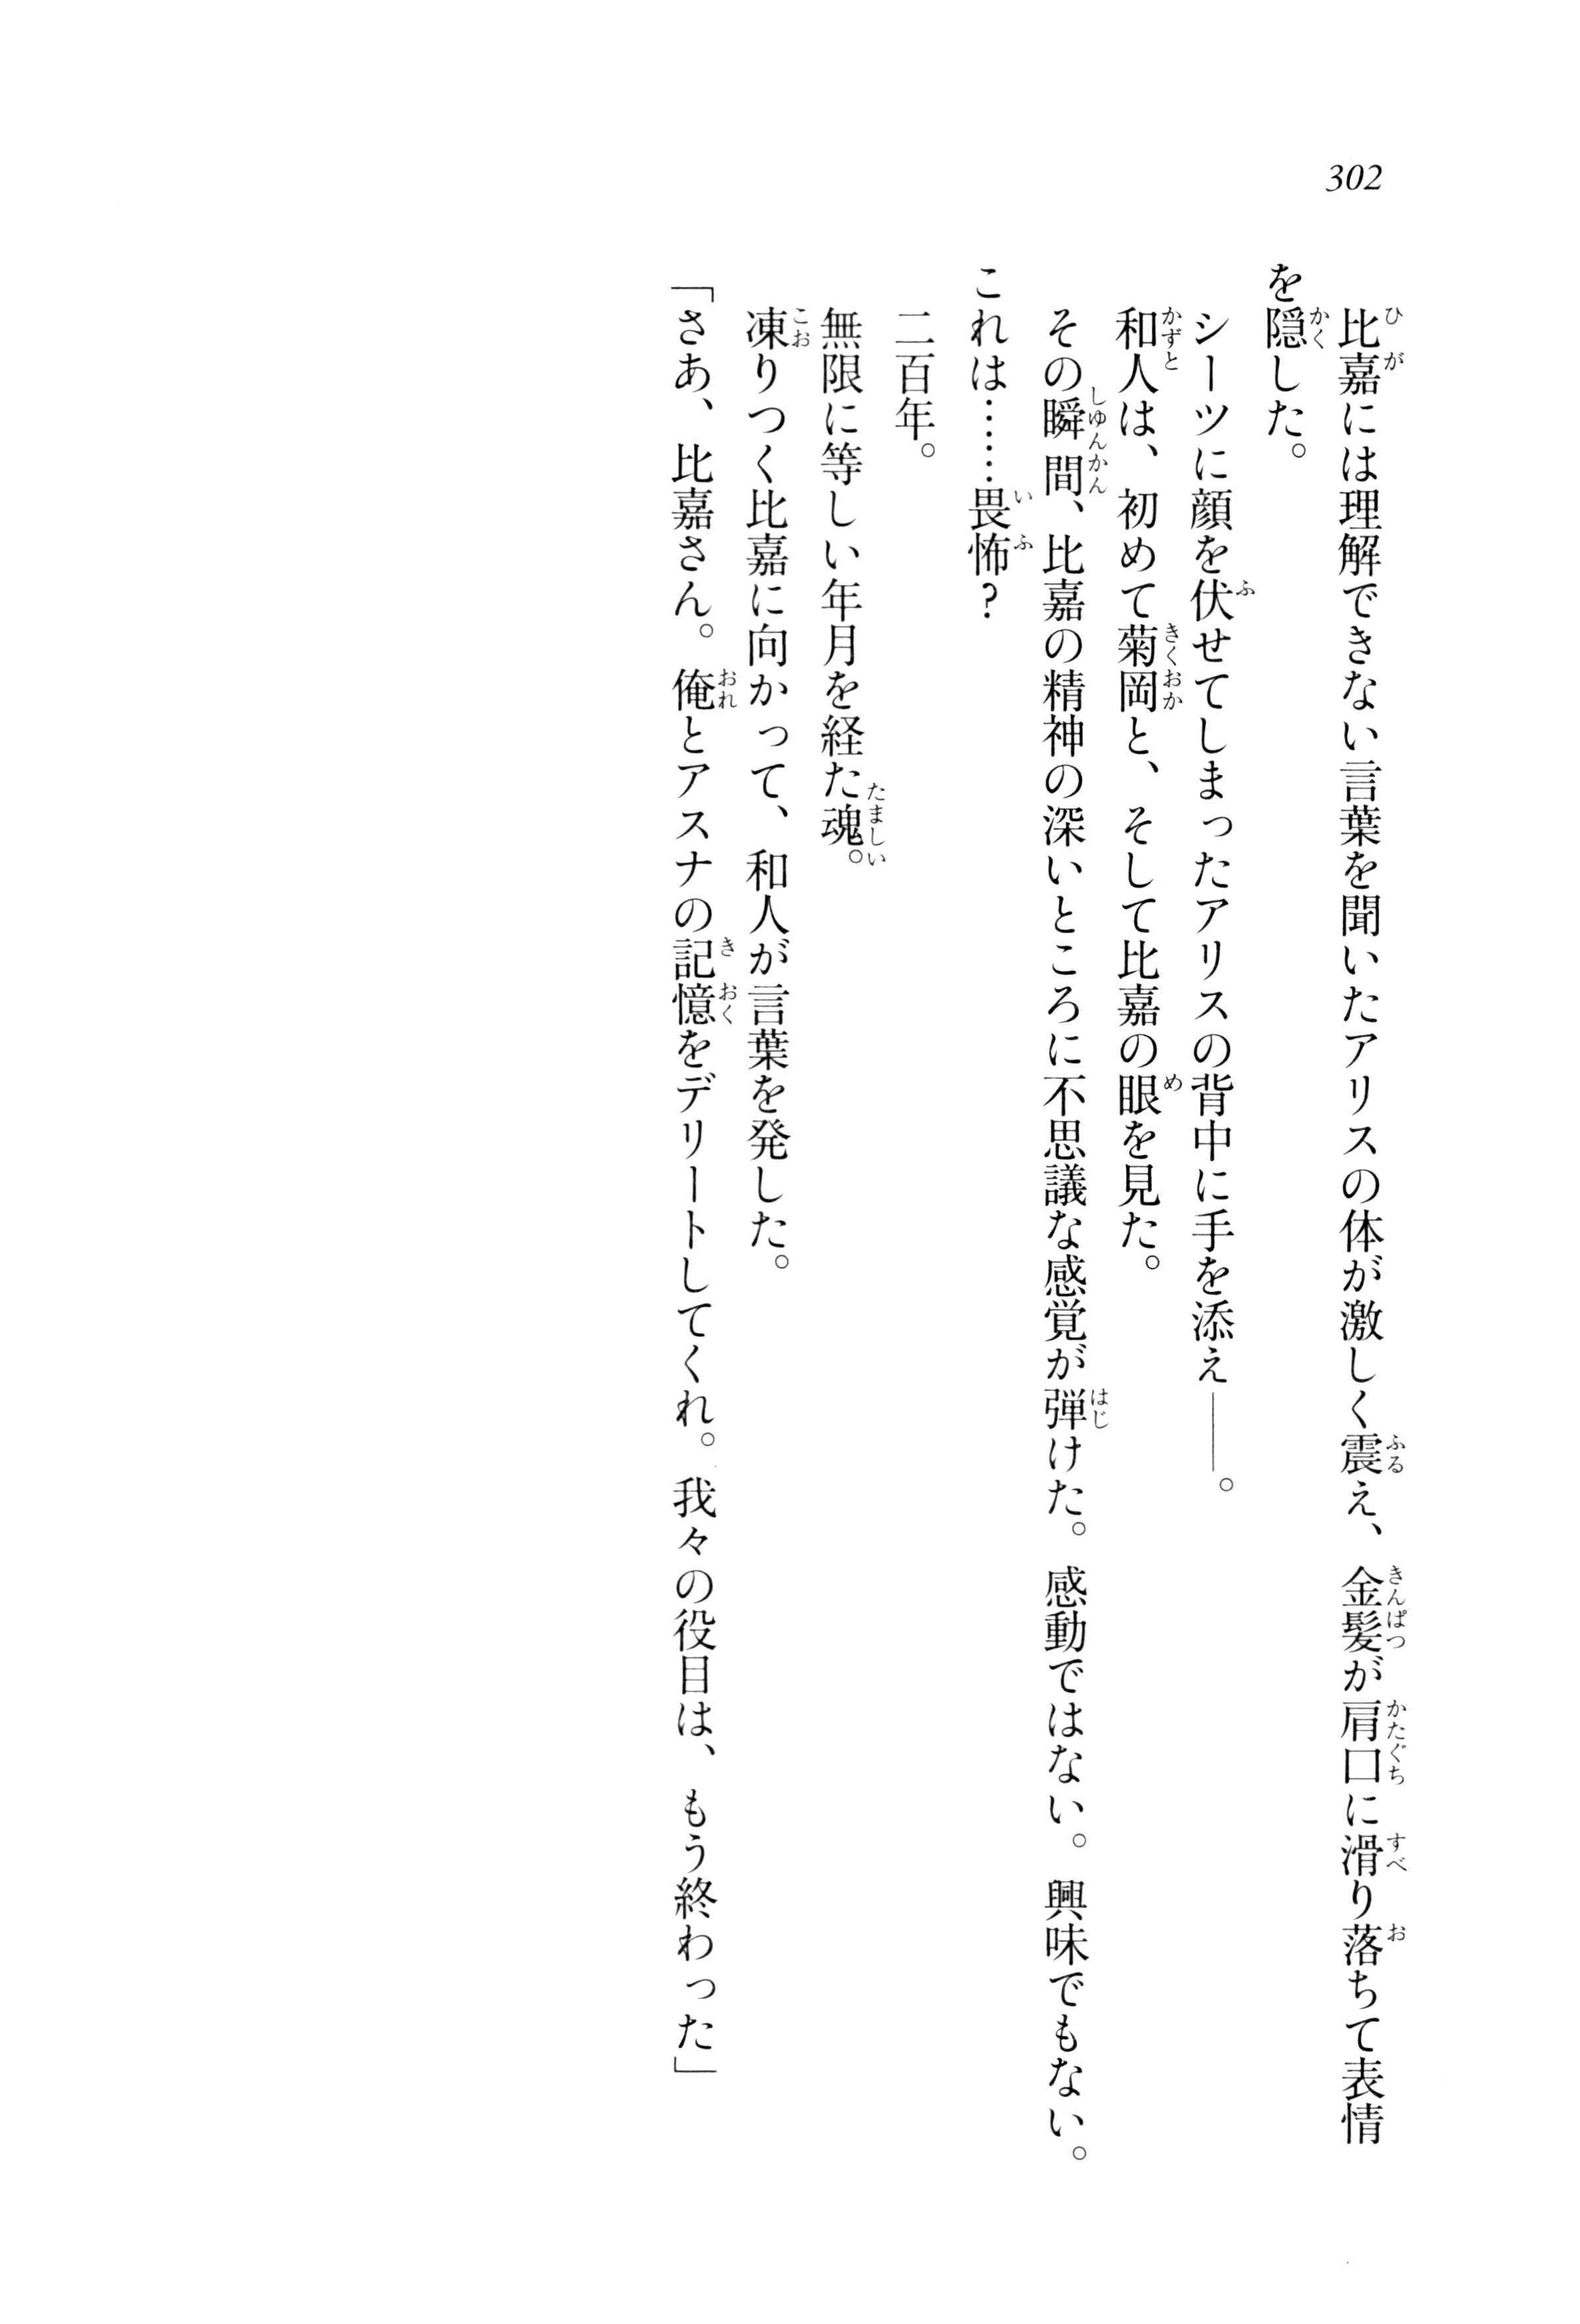 302
比嘉には理解できない言葉を聞いたアリスの体が激しく震え、金髪が肩口に滑り落ちて表情
を隠した。
シーツに顔を伏せてしまったアリスの背中に手を添え――。
和人は、初めて菊岡と、そして比嘉の眼を見た。
その瞬間、比嘉の精神の深いところに不思議な感覚が弾けた。感動ではない。興味でもない。
これは……畏怖?
二百年。
無限に等しい年月を経た魂。
凍りつく比嘉に向かって、和人が言葉を発した。
「さあ、比嘉さん。俺とアスナの記憶をデリートしてくれ。我々の役目は、もう終わった」